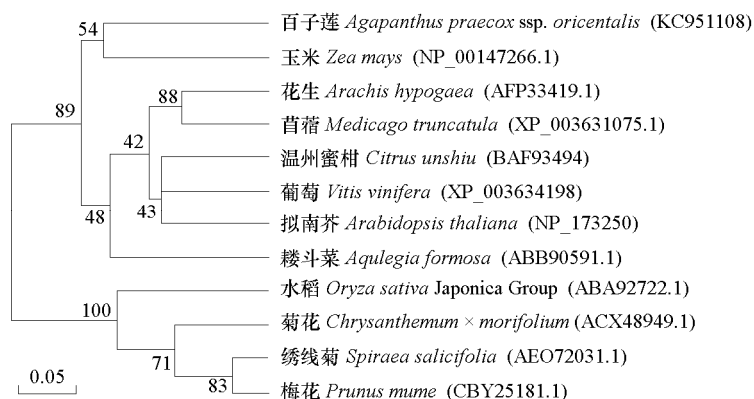 54
百子莲 Agapanthus praecox ssp. oricentalis (KC951108)
玉米 Zea mays (NP_00147266.1)
89
88
花生 Arachis hypogaea (AFP33419.1)
苜蓿 Medicago truncatula (XP_003631075.1)
42
温州蜜柑 Citrus unshiu (BAF93494)
葡萄 Vitis vinifera (XP_003634198)
48
43
拟南芥 Arabidopsis thaliana (NP_173250)
耧斗菜 Aqulegia formosa (ABB90591.1)
水稻 Oryza sativa Japonica Group (ABA92722.1)
100
菊花 Chrysanthemum × morifolium (ACX48949.1)
71
绣线菊 Spiraea salicifolia (AEO72031.1)
0.05
83
梅花 Prunus mume (CBY25181.1)